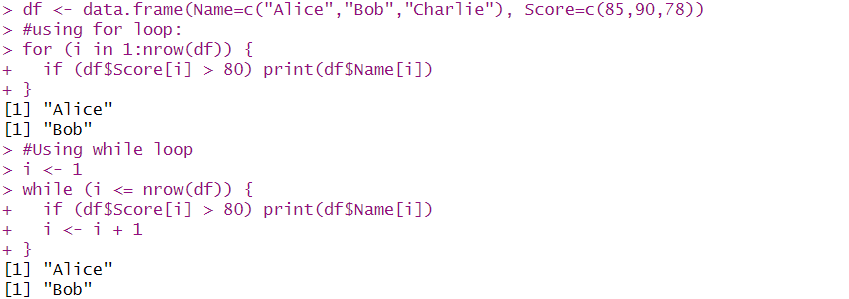 > df <- data.frame(Name=c("Alice","Bob","Charlie"), Score=c(85,90,78))
> #using for loop:
> for (i in 1:nrow(df)) {
+   if (df$Score[i] > 80) print(df$Name[i])
+ }
[1] "Alice"
[1] "Bob"
> #Using while loop
> i <- 1
> while (i <= nrow(df)) {
+   if (df$Score[i] > 80) print(df$Name[i])
+   i <- i + 1
+ }
[1] "Alice"
[1] "Bob"